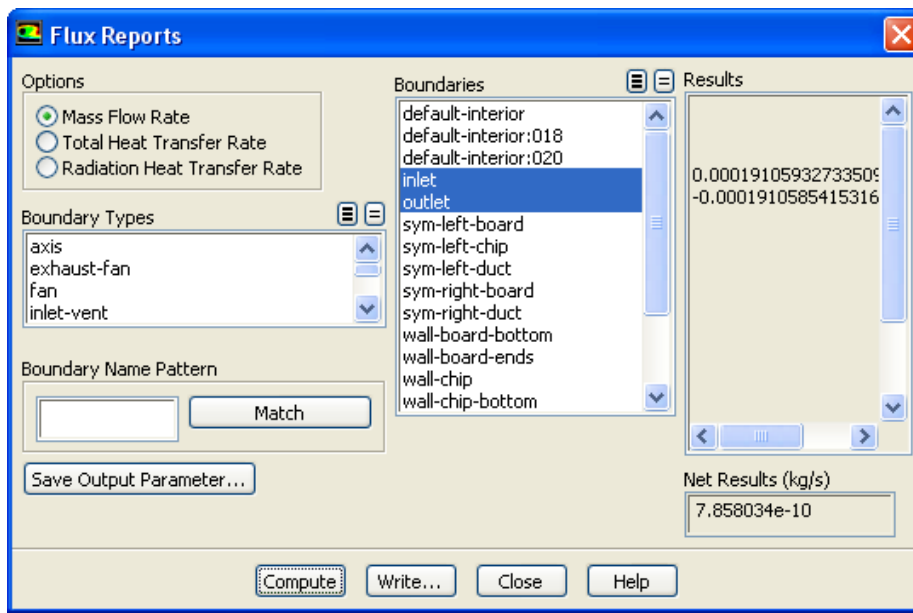 Flux Reports
Options
Mass Flow Rate
Total Heat Transfer Rate
Radiation Heat Transfer Rate
Boundary Types
axis
exhaust-fan
fan
inlet-vent
Boundary Name Pattern
Match
Save Output Parameter...
Boundaries
default-interior
default-interior:018
default-interior:020
inlet
outlet
sym-left-board
sym-left-chip
sym-left-duct
sym-right-board
sym-right-duct
wall-board-bottom
wall-board-ends
wall-chip
wall-chip-bottom
Results
0.00019105932733509
-0.0001910585415316
Net Results (kg/s)
7.858034e-10
Compute
Write...
Close
Help